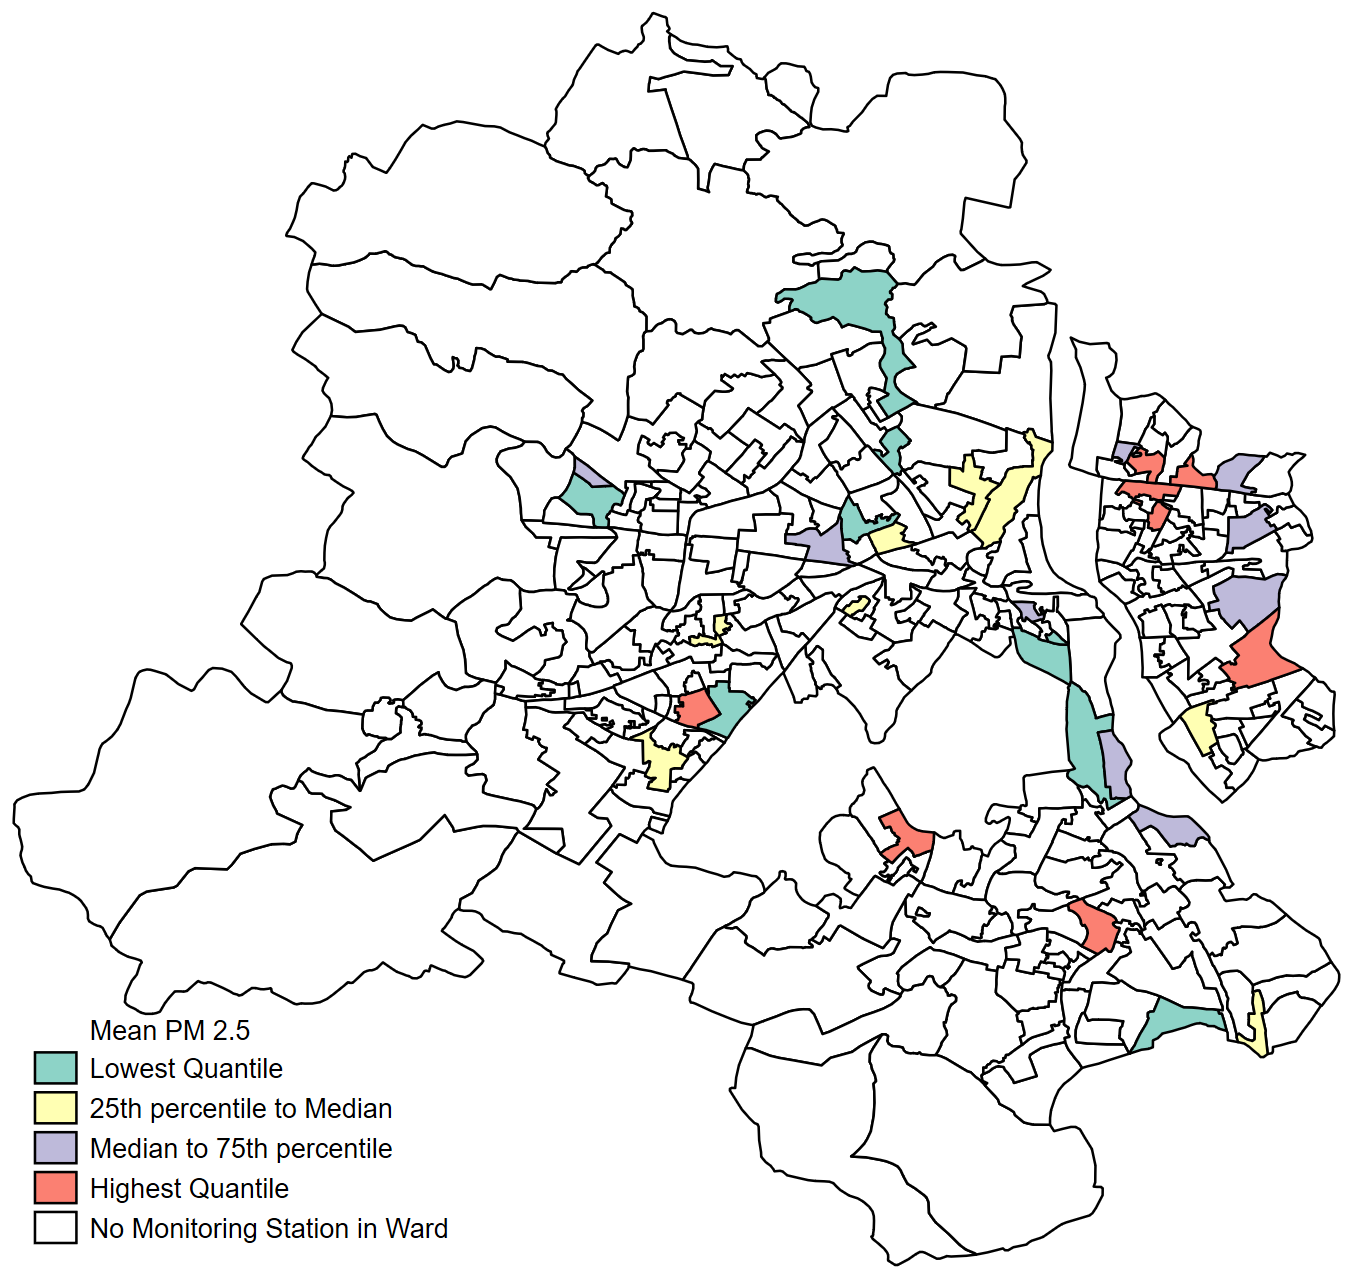 Mean PM 2.5
Lowest Quantile
25th percentile to Median
Median to 75th percentile
Highest Quantile
No Monitoring Station in Ward